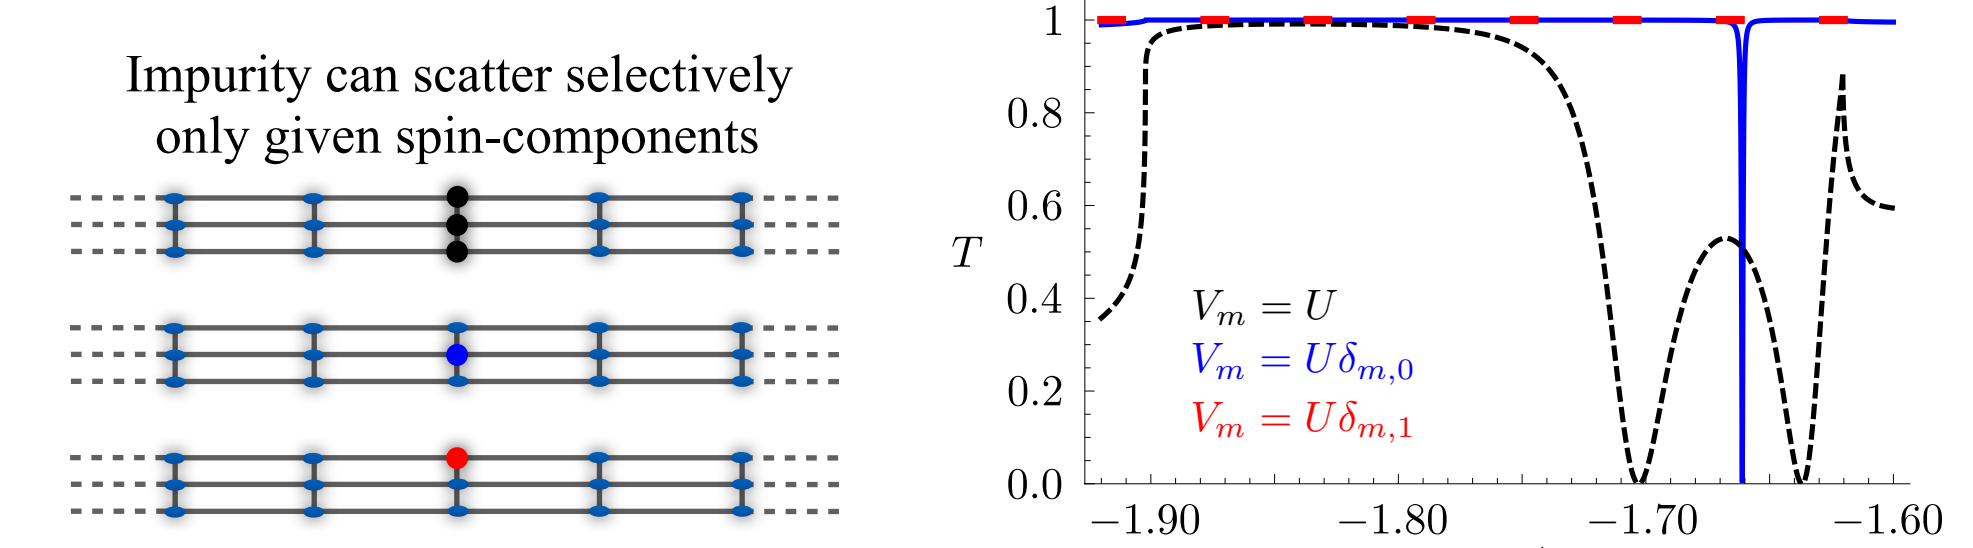 Impurity can scatter selectively
only given spin-components
1
0.8
0.6
0.4
0.2
0.0
T
V_m = U
V_m = Uδ_{m,0}
V_m = Uδ_{m,1}
−1.90 −1.80 −1.70 −1.60